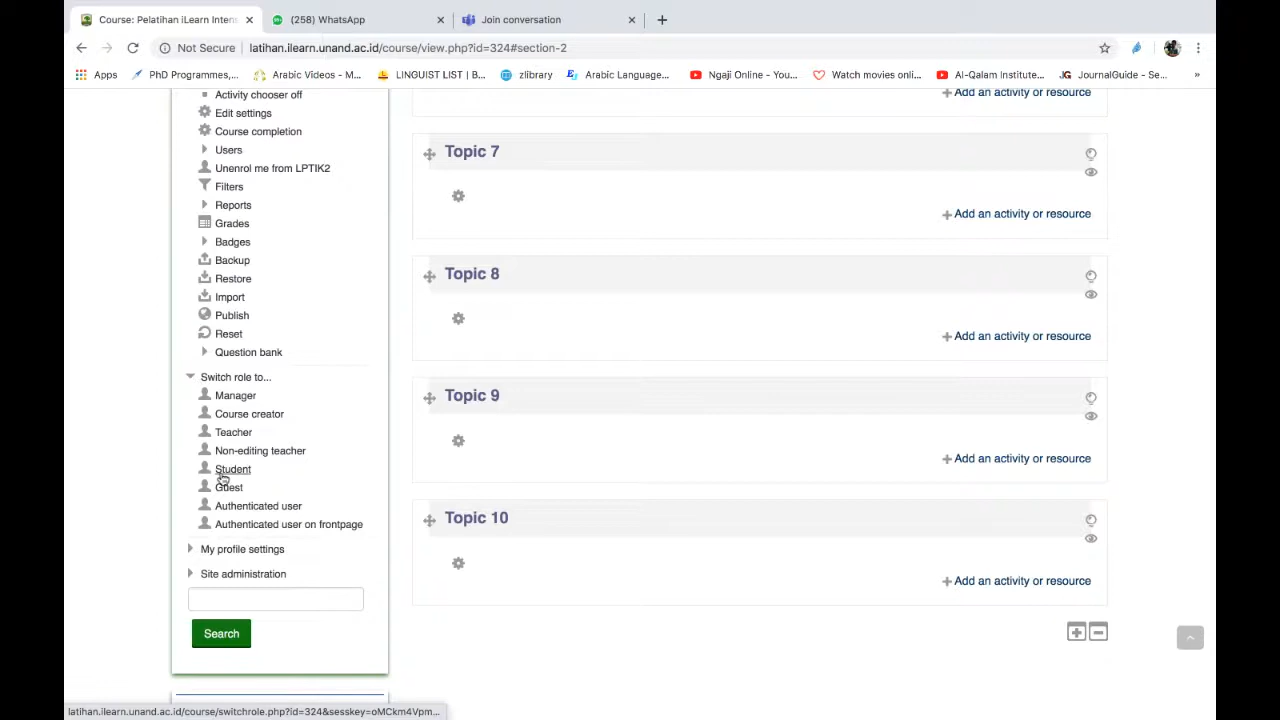 Course: Pelatihan iLearn Intens
(258) WhatsApp
Join conversation
Not Secure
latihan.ilearn.unand.ac.id/course/view.php?id=324#section-2
Apps
PhD Programmes,...
Arabic Videos - M...
LINGUIST LIST | B...
zlibrary
Arabic Language...
Ngaji Online - You...
Watch movies onli...
Al-Qalam Institute...
JG JournalGuide - Se...
»
Activity chooser off
Edit settings
Course completion
Users
Unenrol me from LPTIK2
Filters
Reports
Grades
Badges
Backup
Restore
Import
Publish
Reset
Question bank
Switch role to...
Manager
Course creator
Teacher
Non-editing teacher
Student
Guest
Authenticated user
Authenticated user on frontpage
My profile settings
Site administration
Search
Add an activity or resource
Topic 7
Add an activity or resource
Topic 8
Add an activity or resource
Topic 9
Add an activity or resource
Topic 10
Add an activity or resource
latihan.ilearn.unand.ac.id/course/switchrole.php?id=324&sesskey=oMCkm4Vpm...